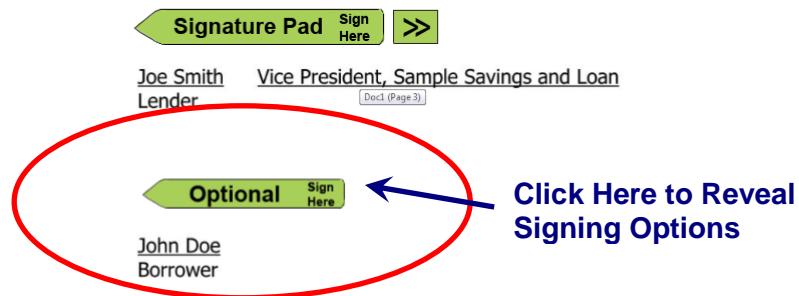 Signature Pad Sign Here >>
Joe Smith Vice President, Sample Savings and Loan
Lender Doc1 (Page 3)
Optional Sign Here
Click Here to Reveal
Signing Options
John Doe
Borrower